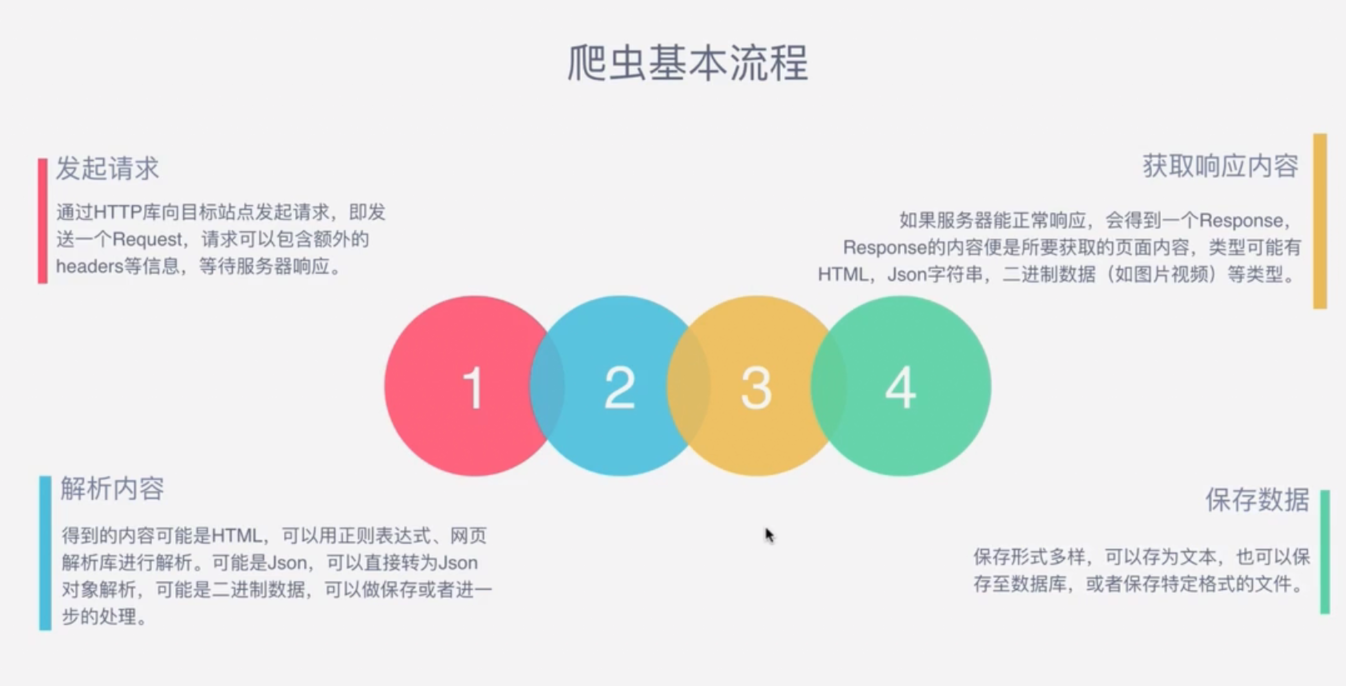 爬虫基本流程
发起请求
通过HTTP库向目标站点发起请求，即发
送一个Request，请求可以包含额外的
headers等信息，等待服务器响应。
获取响应内容
如果服务器能正常响应，会得到一个Response，
Response的内容便是所要获取的页面内容，类型可能有
HTML，Json字符串，二进制数据（如图片视频）等类型。
1
2
3
4
解析内容
得到的内容可能是HTML，可以用正则表达式、网页
解析库进行解析。可能是Json，可以直接转为Json
对象解析，可能是二进制数据，可以做保存或者进一
步的处理。
保存数据
保存形式多样，可以存为文本，也可以保
存至数据库，或者保存特定格式的文件。